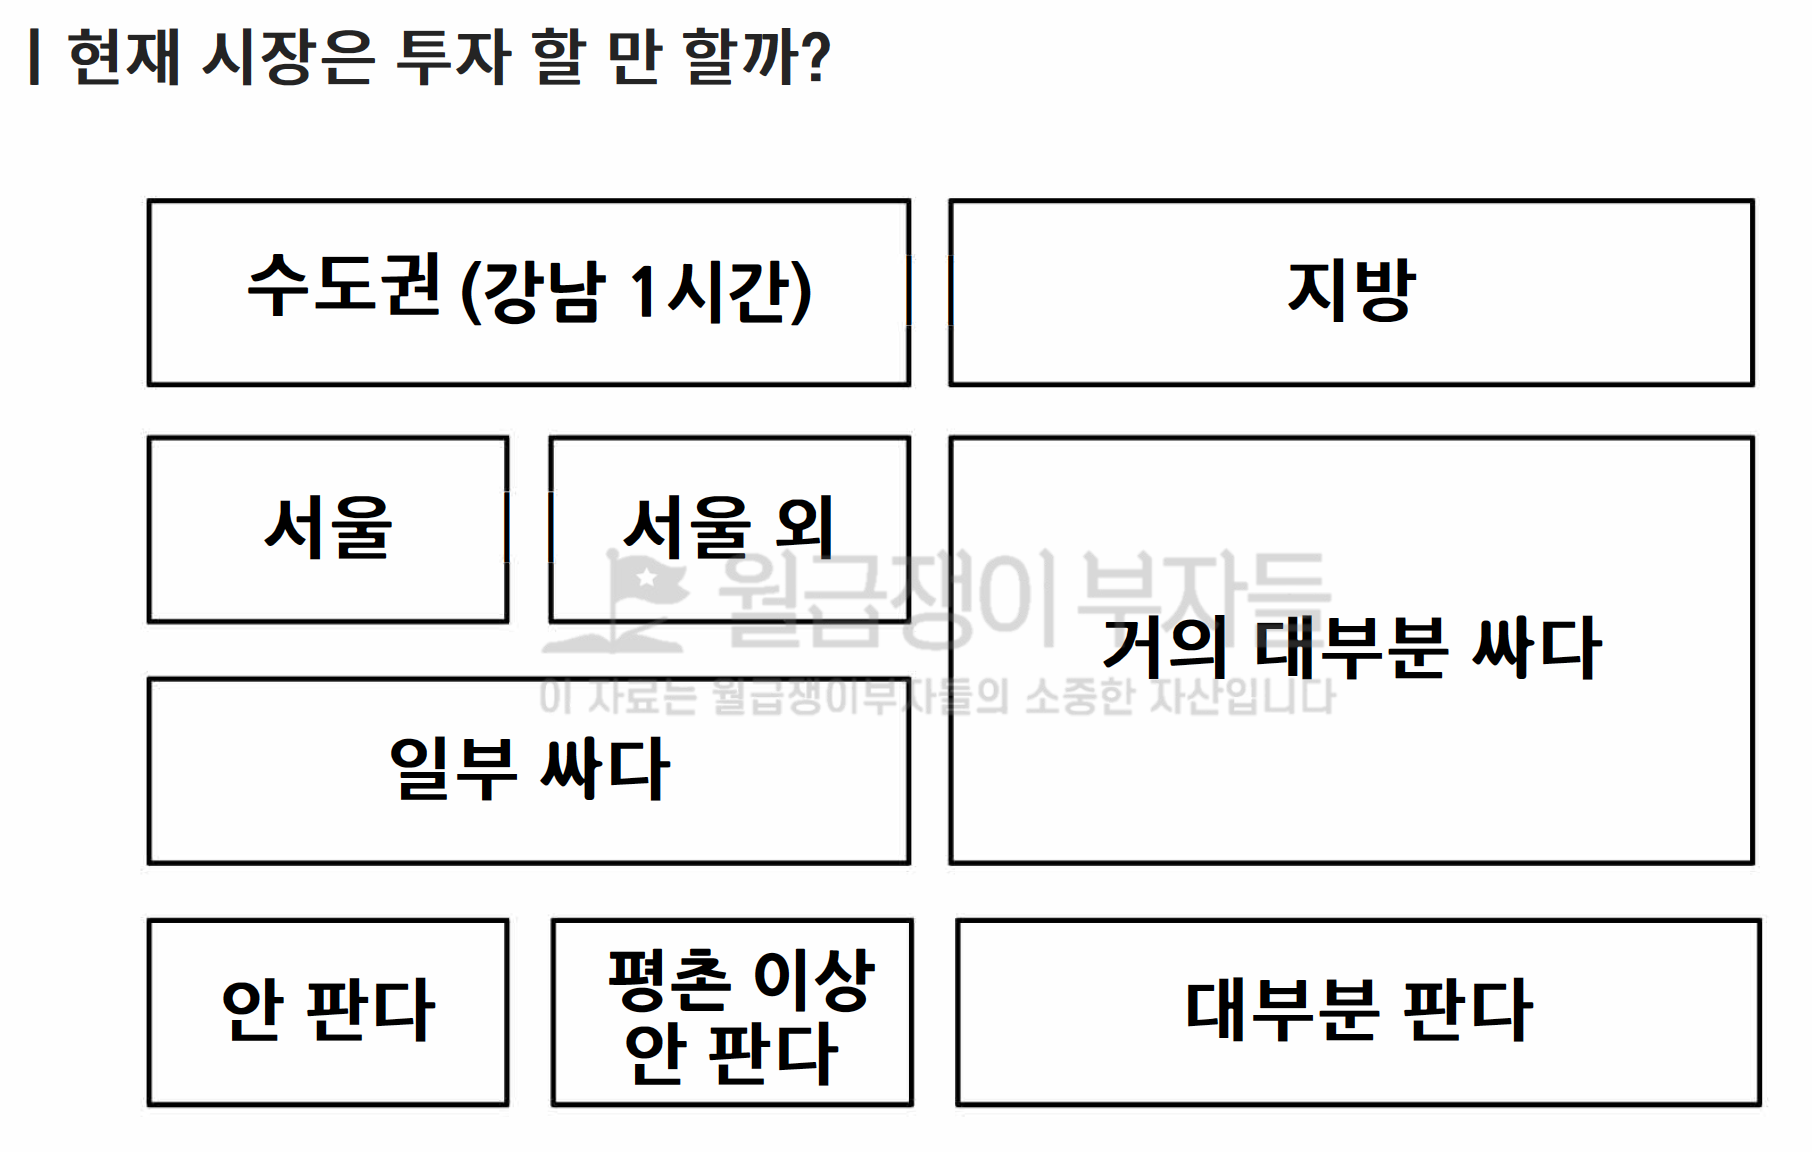 | 현재 시장은 투자 할 만 할까?
수도권 (강남 1시간)
지방
서울
서울 외
거의 대부분 싸다
일부 싸다
안 판다
평촌 이상
안 판다
대부분 판다
월급쟁이 부자들
이 자료는 월급쟁이부자들의 소중한 자산입니다